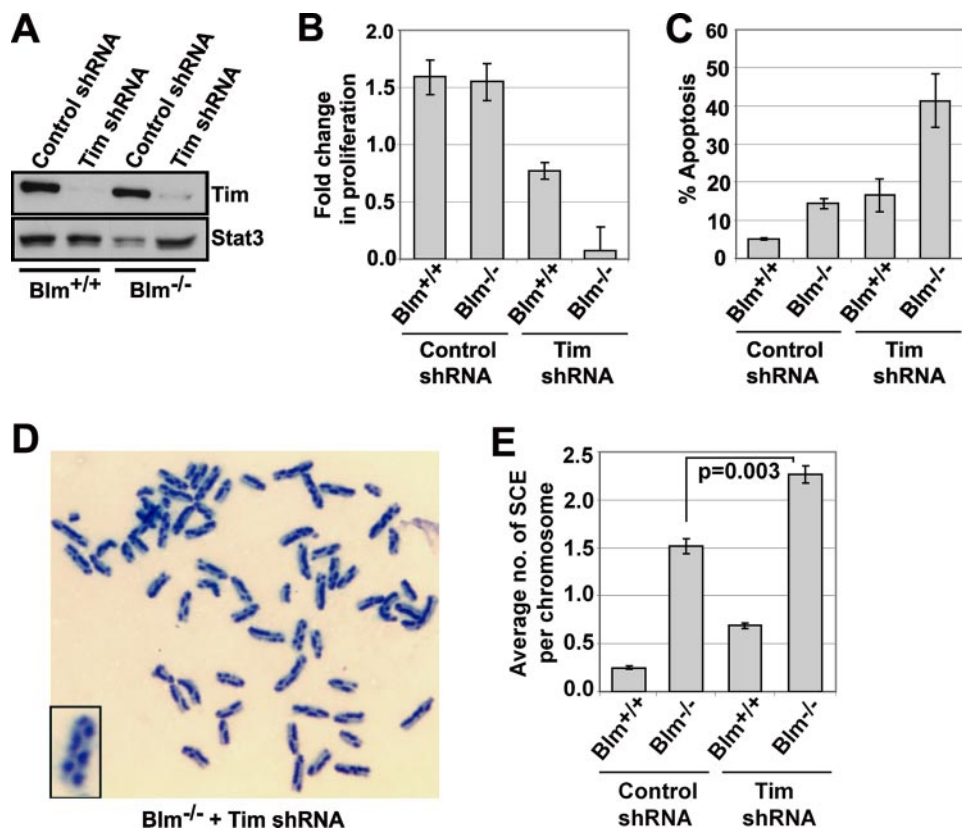 A
Control shRNA
Tim shRNA
Control shRNA
Tim shRNA
Tim
Stat3
Blm+/+
Blm-/-
B
Fold change
in proliferation
2.0
1.5
1.0
0.5
0.0
Blm+/+
Blm-/-
Blm+/+
Blm-/-
Control
shRNA
Tim
shRNA
C
% Apoptosis
60
50
40
30
20
10
0
Blm+/+
Blm-/-
Blm+/+
Blm-/-
Control
shRNA
Tim
shRNA
D
Blm-/- + Tim shRNA
E
Average no. of SCE
per chromosome
2.5
2.0
1.5
1.0
0.5
0.0
p=0.003
Blm+/+
Blm-/-
Blm+/+
Blm-/-
Control
shRNA
Tim
shRNA